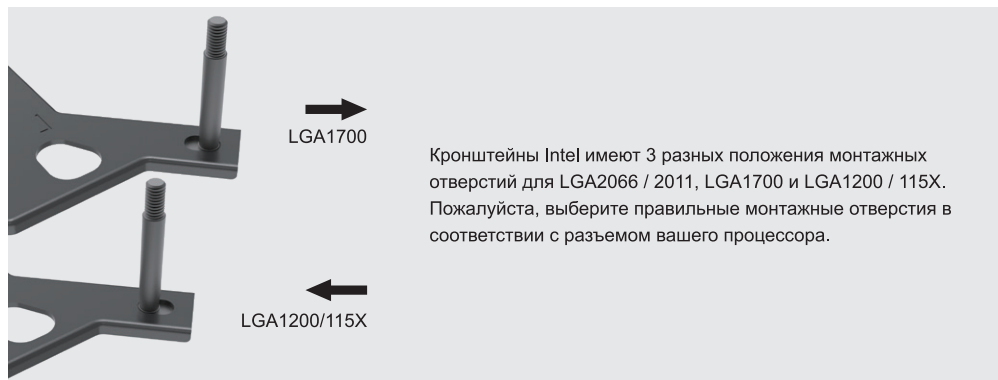 LGA1700
Кронштейны Intel имеют 3 разных положения монтажных
отверстий для LGA2066 / 2011, LGA1700 и LGA1200 / 115X.
Пожалуйста, выберите правильные монтажные отверстия в
соответствии с разъемом вашего процессора.
LGA1200/115X